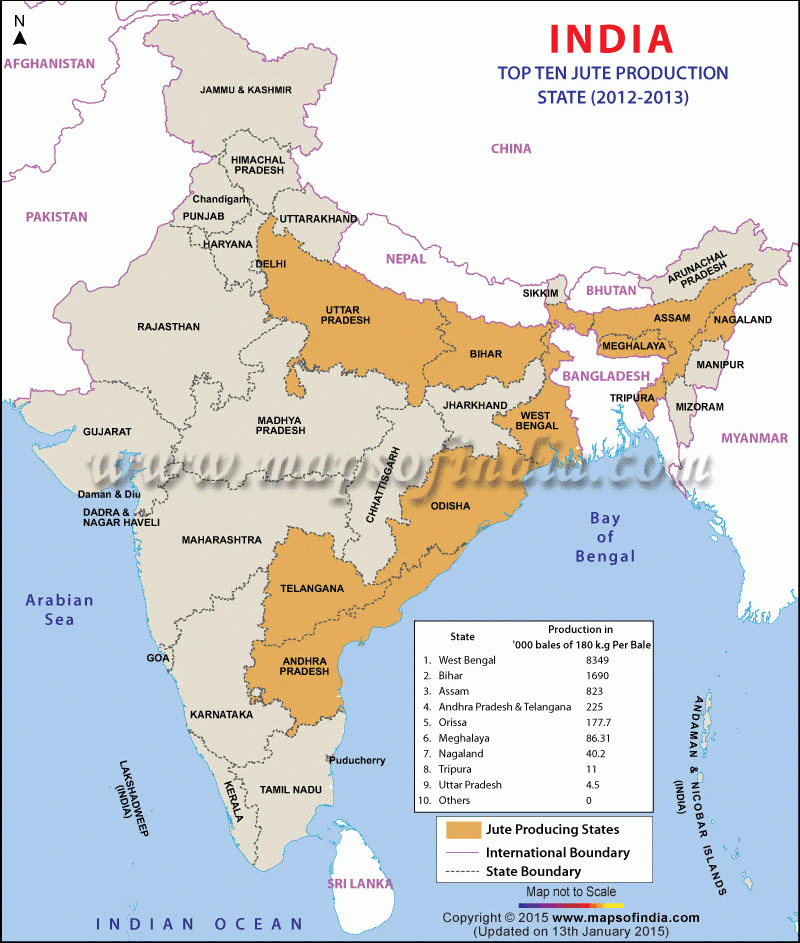 N
INDIA
TOP TEN JUTE PRODUCTION
STATE (2012-2013)
AFGHANISTAN
JAMMU & KASHMIR
CHINA
HIMACHAL
PRADESH
Chandigarh
PUNJAB
PAKISTAN
UTTARAKHAND
HARYANA
DELHI
NEPAL
ARUNACHAL
PRADESH
SIKKIM
BHUTAN
RAJASTHAN
UTTAR
PRADESH
ASSAM
NAGALAND
BIHAR
MEGHALAYA
MANIPUR
BANGLADESH
TRIPURA
JHARKHAND
MIZORAM
GUJARAT
MADHYA
PRADESH
WEST
BENGAL
MYANMAR
www.mapsofindia.com
CHHATTISGARH
Daman & Diu
DADRA &
NAGAR HAVELI
ODISHA
MAHARASHTRA
Bay
of
Bengal
TELANGANA
Arabian
Sea
GOA
ANDHRA
PRADESH
KARNATAKA
Puducherry
LAKSHADWEEP
(INDIA)
KERALA
TAMIL NADU
ANDAMAN & NICOBAR ISLANDS
(INDIA)
SRI LANKA
INDIAN OCEAN
State Production in
'000 bales of 180 k.g Per Bale
1. West Bengal 8349
2. Bihar 1690
3. Assam 823
4. Andhra Pradesh & Telangana 225
5. Orissa 177.7
6. Meghalaya 86.31
7. Nagaland 40.2
8. Tripura 11
9. Uttar Pradesh 4.5
10. Others 0
Jute Producing States
International Boundary
State Boundary
Map not to Scale
Copyright © 2015 www.mapsofindia.com
(Updated on 13th January 2015)